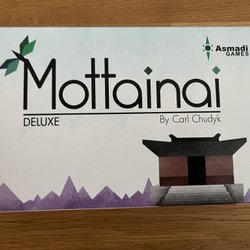 Asmadi
GAMES
Mottainai
DELUXE
By Carl Chudyk